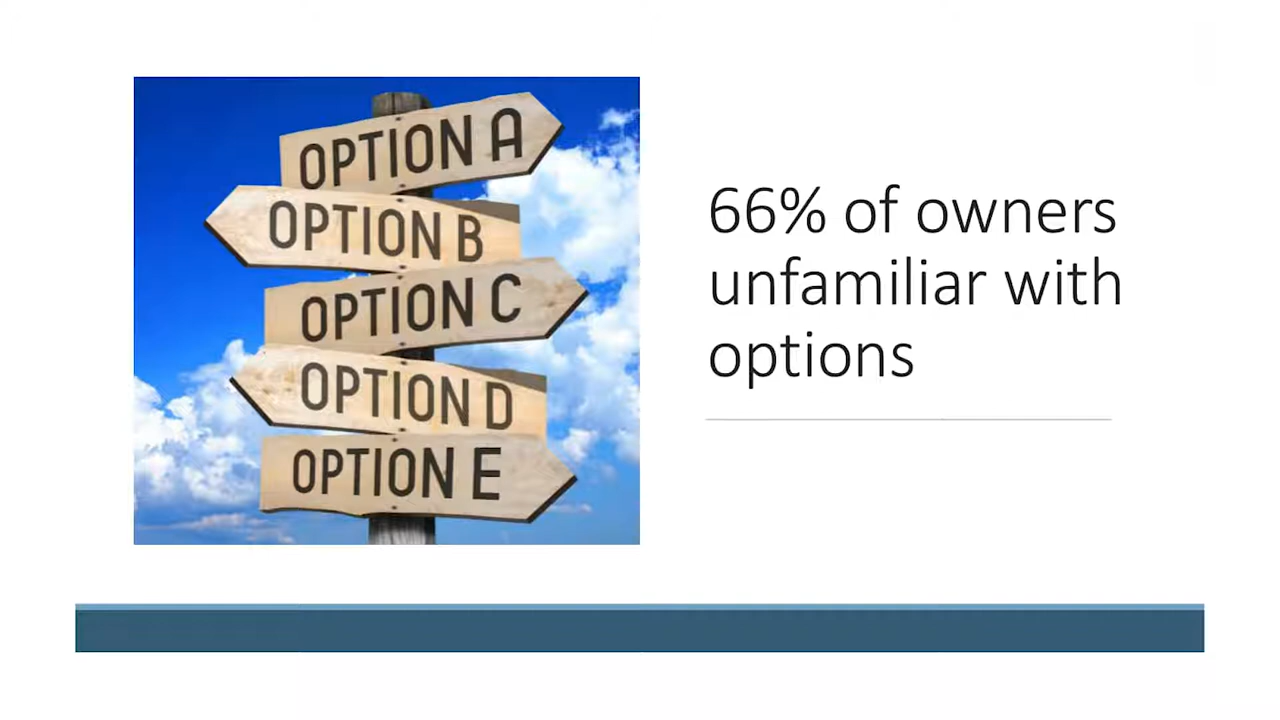 OPTION A
OPTION B
OPTION C
OPTION D
OPTION E
66% of owners
unfamiliar with
options